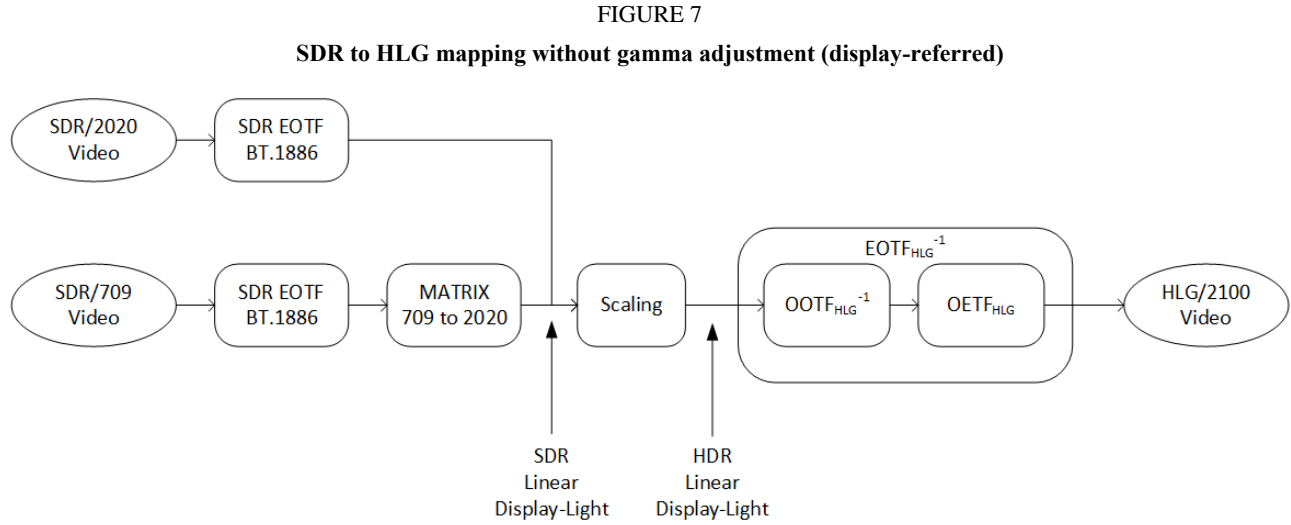 FIGURE 7
SDR to HLG mapping without gamma adjustment (display-referred)
SDR/2020
Video
SDR EOTF
BT.1886
SDR/709
Video
SDR EOTF
BT.1886
MATRIX
709 to 2020
Scaling
EOTFHLG-1
OOTFHLG-1
OETFHLG
HLG/2100
Video
SDR
Linear
Display-Light
HDR
Linear
Display-Light